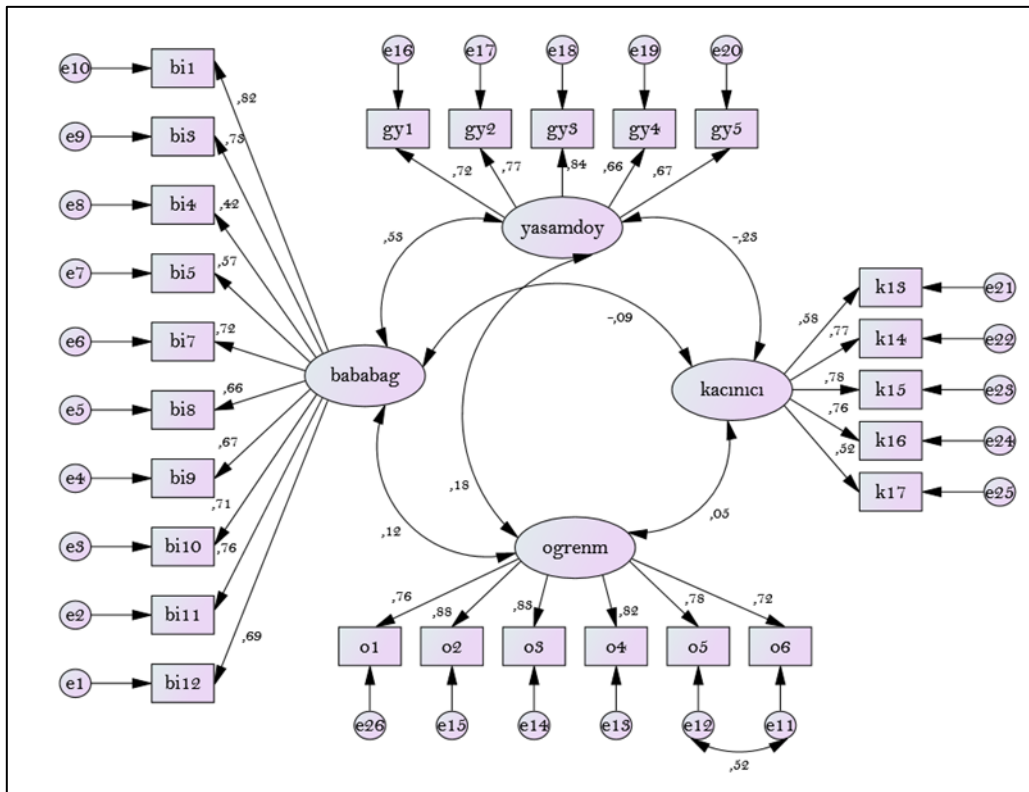 e10
bi1
,82
e9
bi3
,73
e8
bi4
,42
e7
bi5
,57
e6
bi7
,72
e5
bi8
,66
e4
bi9
,67
e3
bi10
,71
e2
bi11
,76
e1
bi12
,69
bababag
e16
e17
e18
e19
e20
gy1
gy2
gy3
gy4
gy5
,72
,77
,84
,66
,67
yasamdoy
,53
-,23
-,09
,18
,12
,05
kacınıcı
,58
,77
,78
,76
,52
k13
e21
k14
e22
k15
e23
k16
e24
k17
e25
ogrenm
,76
,88
,83
,82
,78
,72
o1
o2
o3
o4
o5
o6
e26
e15
e14
e13
e12
e11
,52